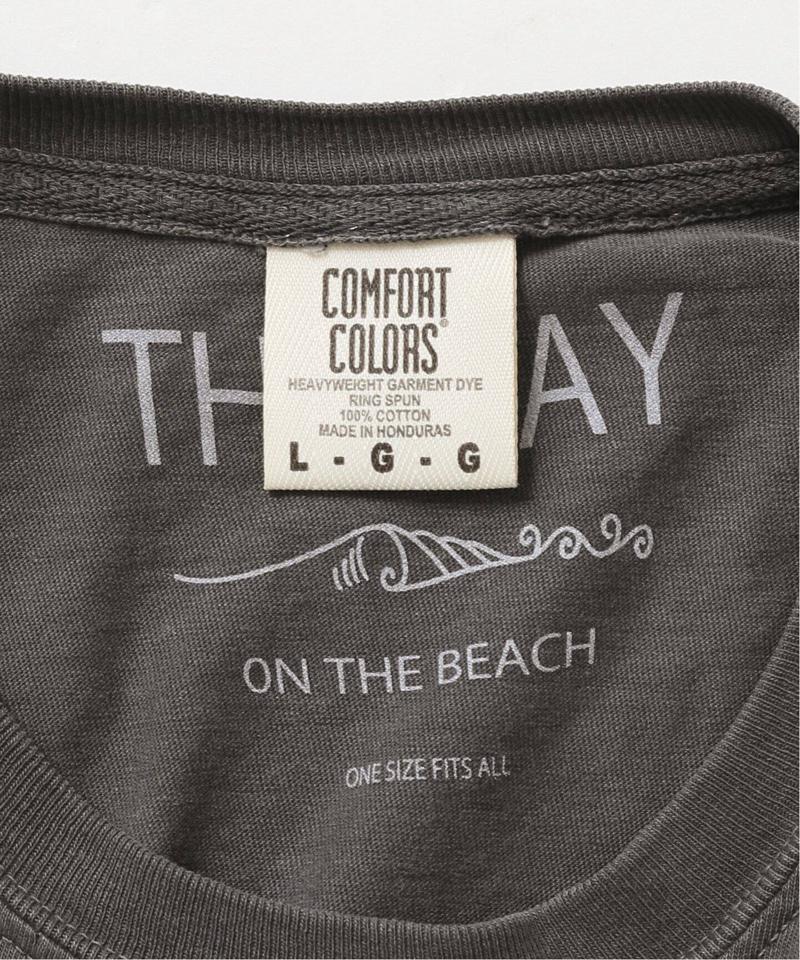 COMFORT
COLORS®
HEAVYWEIGHT GARMENT DYE
RING SPUN
100% COTTON
MADE IN HONDURAS
L - G - G
ON THE BEACH
ONE SIZE FITS ALL